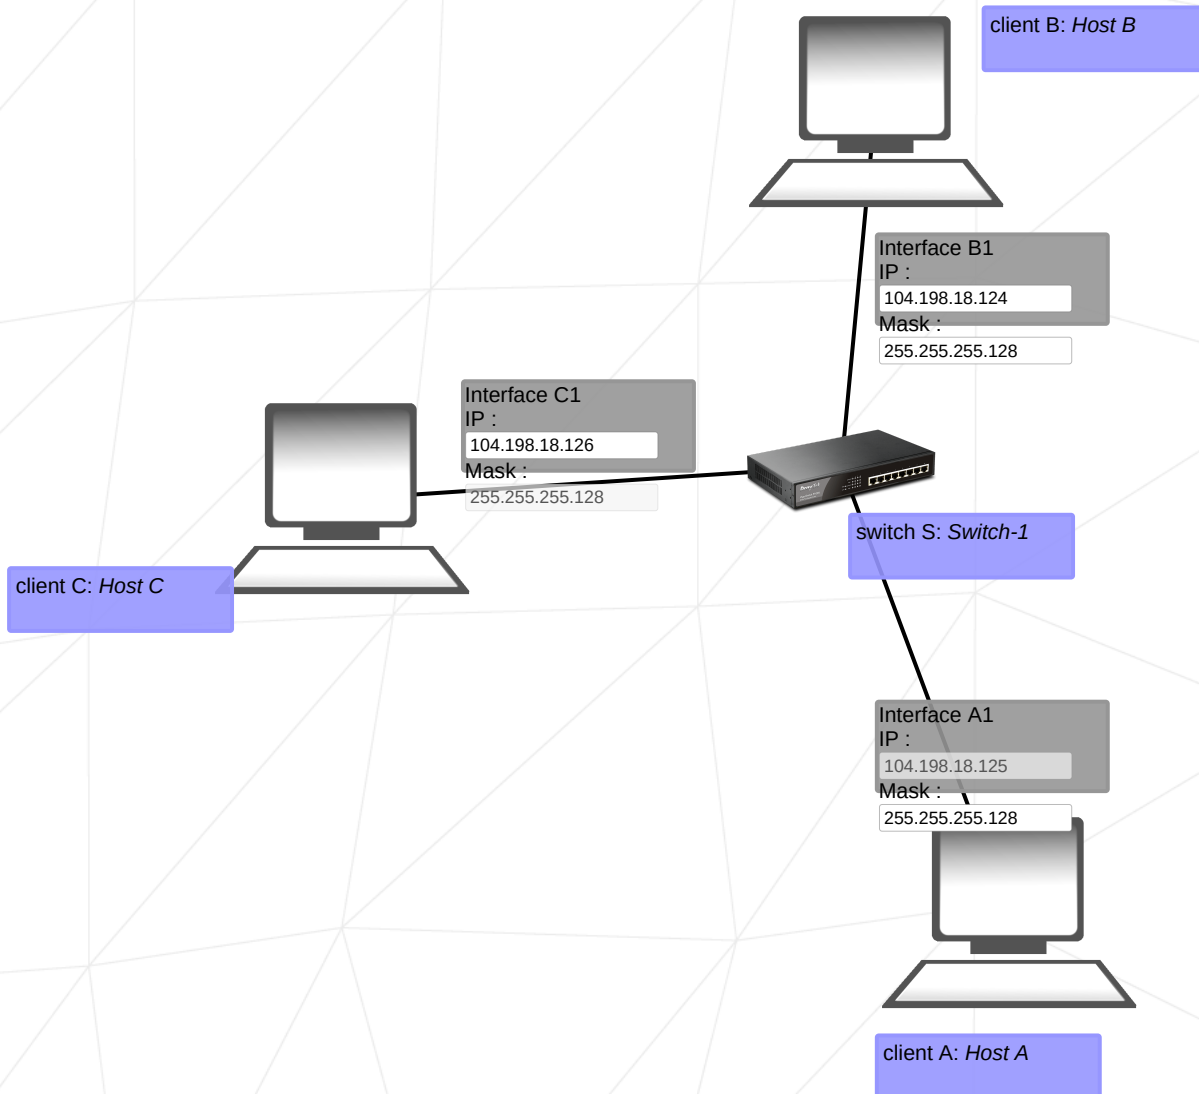 client B: Host B
Interface B1
IP :
104.198.18.124
Mask :
255.255.255.128
Interface C1
IP :
104.198.18.126
Mask :
255.255.255.128
switch S: Switch-1
client C: Host C
Interface A1
IP :
104.198.18.125
Mask :
255.255.255.128
client A: Host A